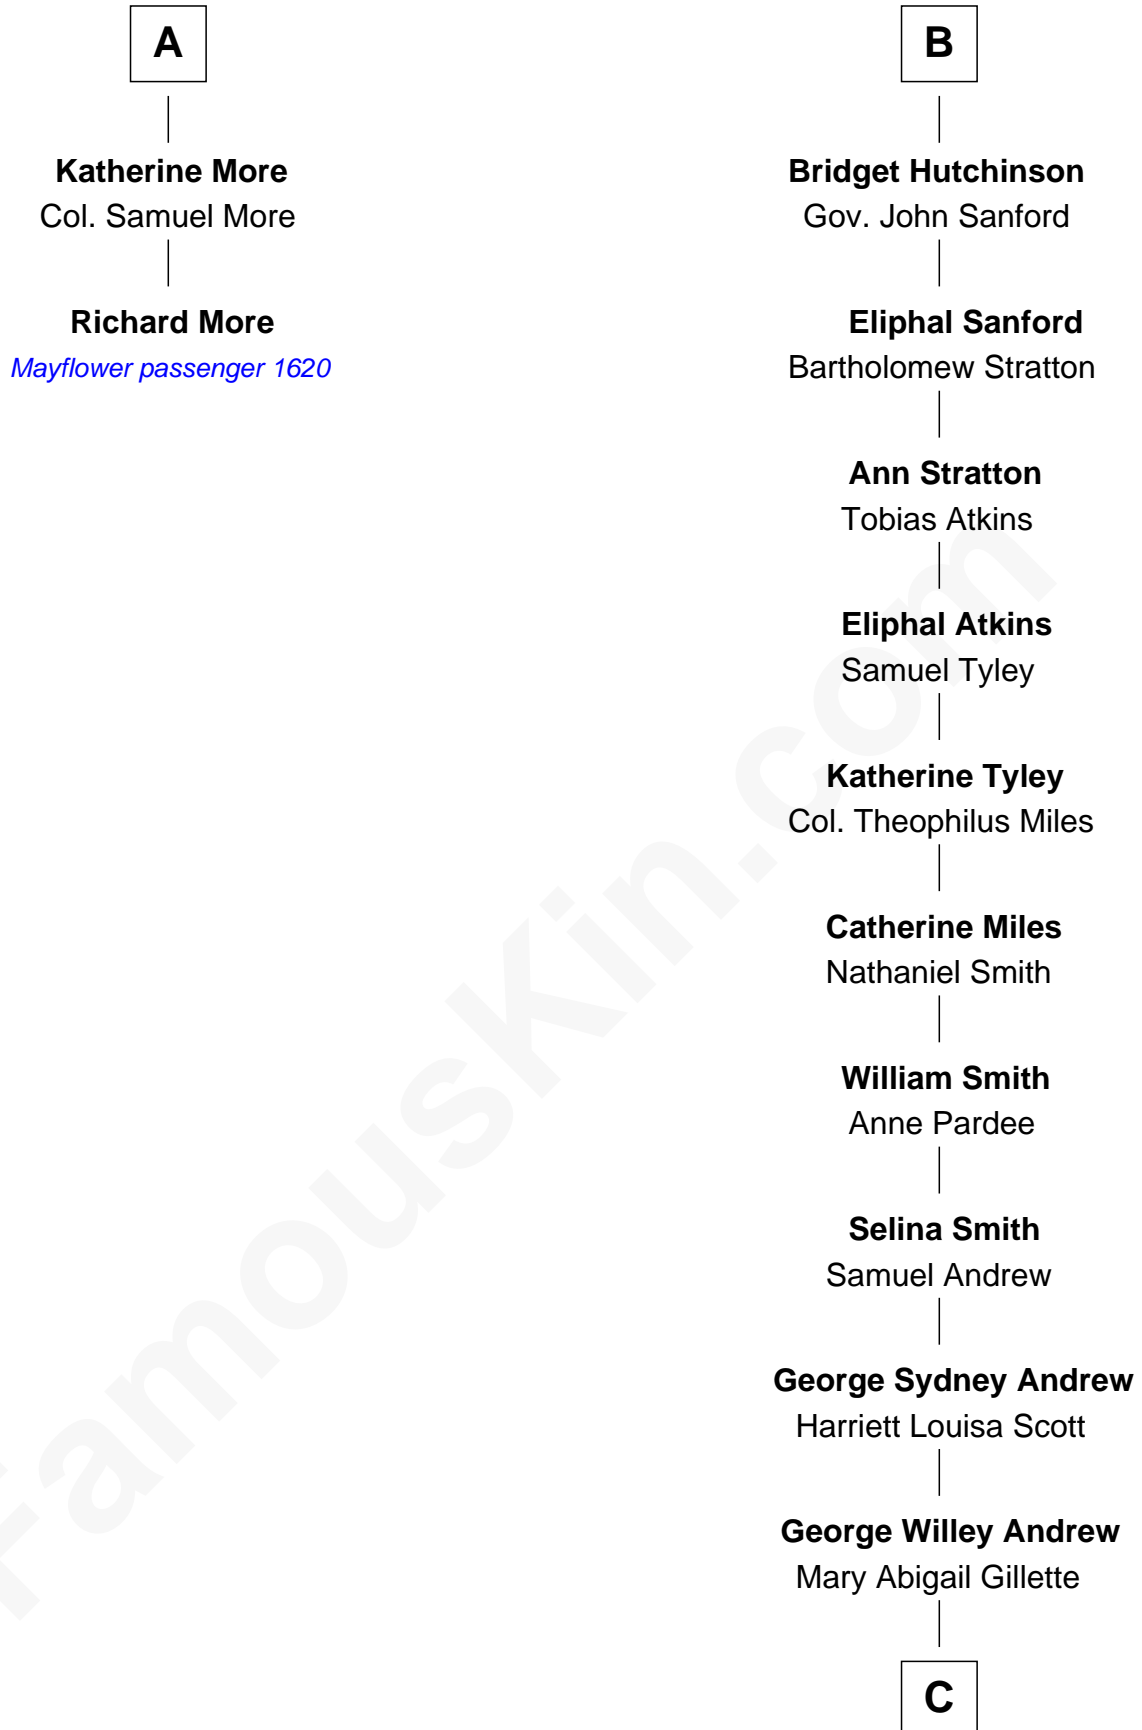 A
Katherine More
Col. Samuel More
Richard More
Mayflower passenger 1620
B
Bridget Hutchinson
Gov. John Sanford
Eliphal Sanford
Bartholomew Stratton
Ann Stratton
Tobias Atkins
Eliphal Atkins
Samuel Tyley
Katherine Tyley
Col. Theophilus Miles
Catherine Miles
Nathaniel Smith
William Smith
Anne Pardee
Selina Smith
Samuel Andrew
George Sydney Andrew
Harriett Louisa Scott
George Willey Andrew
Mary Abigail Gillette
C
FamousKin.com